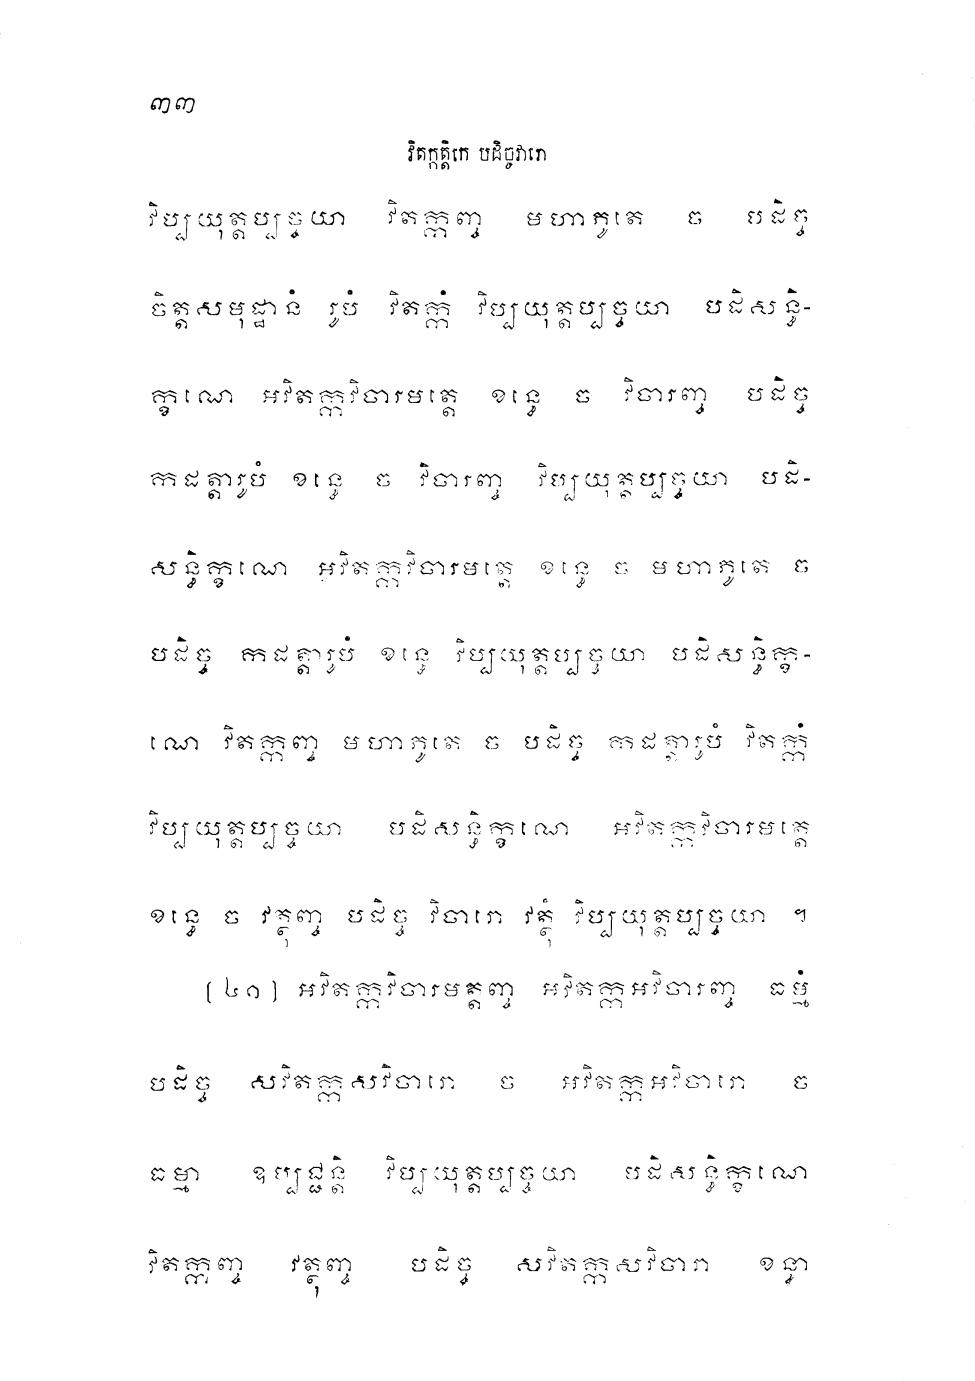 ៣៣
វិតក្កត្តិកេ បដិច្ចវារោ
វិប្បយុត្តប្បច្ចយា វិតក្កញ្ច មហាភូតេ ច បដិច្ច
ចិត្តសមុដ្ឋានំ រូបំ វិតក្កំ វិប្បយុត្តប្បច្ចយា បដិសន្ធិ-
ក្ខណេ អវិតក្កវិចារមត្តេ ខន្ធេ ច វិចារញ្ច បដិច្ច
កដត្តារូបំ ខន្ធេ ច វិចារញ្ច វិប្បយុត្តប្បច្ចយា បដិ-
សន្ធិក្ខណេ អវិតក្កវិចារមត្តេ ខន្ធេ ច មហាភូតេ ច
បដិច្ច កដត្តារូបំ ខន្ធេ វិប្បយុត្តប្បច្ចយា បដិសន្ធិក្ខ-
ណេ វិតក្កញ្ច មហាភូតេ ច បដិច្ច កដត្តារូបំ វិតក្កំ
វិប្បយុត្តប្បច្ចយា បដិសន្ធិក្ខណេ អវិតក្កវិចារមត្តេ
ខន្ធេ ច វត្ថុញ្ច បដិច្ច វិចារោ វត្ថុំ វិប្បយុត្តប្បច្ចយា ។
[៤១] អវិតក្កវិចារមត្តញ្ច អវិតក្កអវិចារញ្ច ធម្មំ
បដិច្ច សវិតក្កសវិចារោ ច អវិតក្កអវិចារោ ច
ធម្មា ឧប្បជ្ជន្តិ វិប្បយុត្តប្បច្ចយា បដិសន្ធិក្ខណេ
វិតក្កញ្ច វត្ថុញ្ច បដិច្ច សវិតក្កសវិចារា ខន្ធា